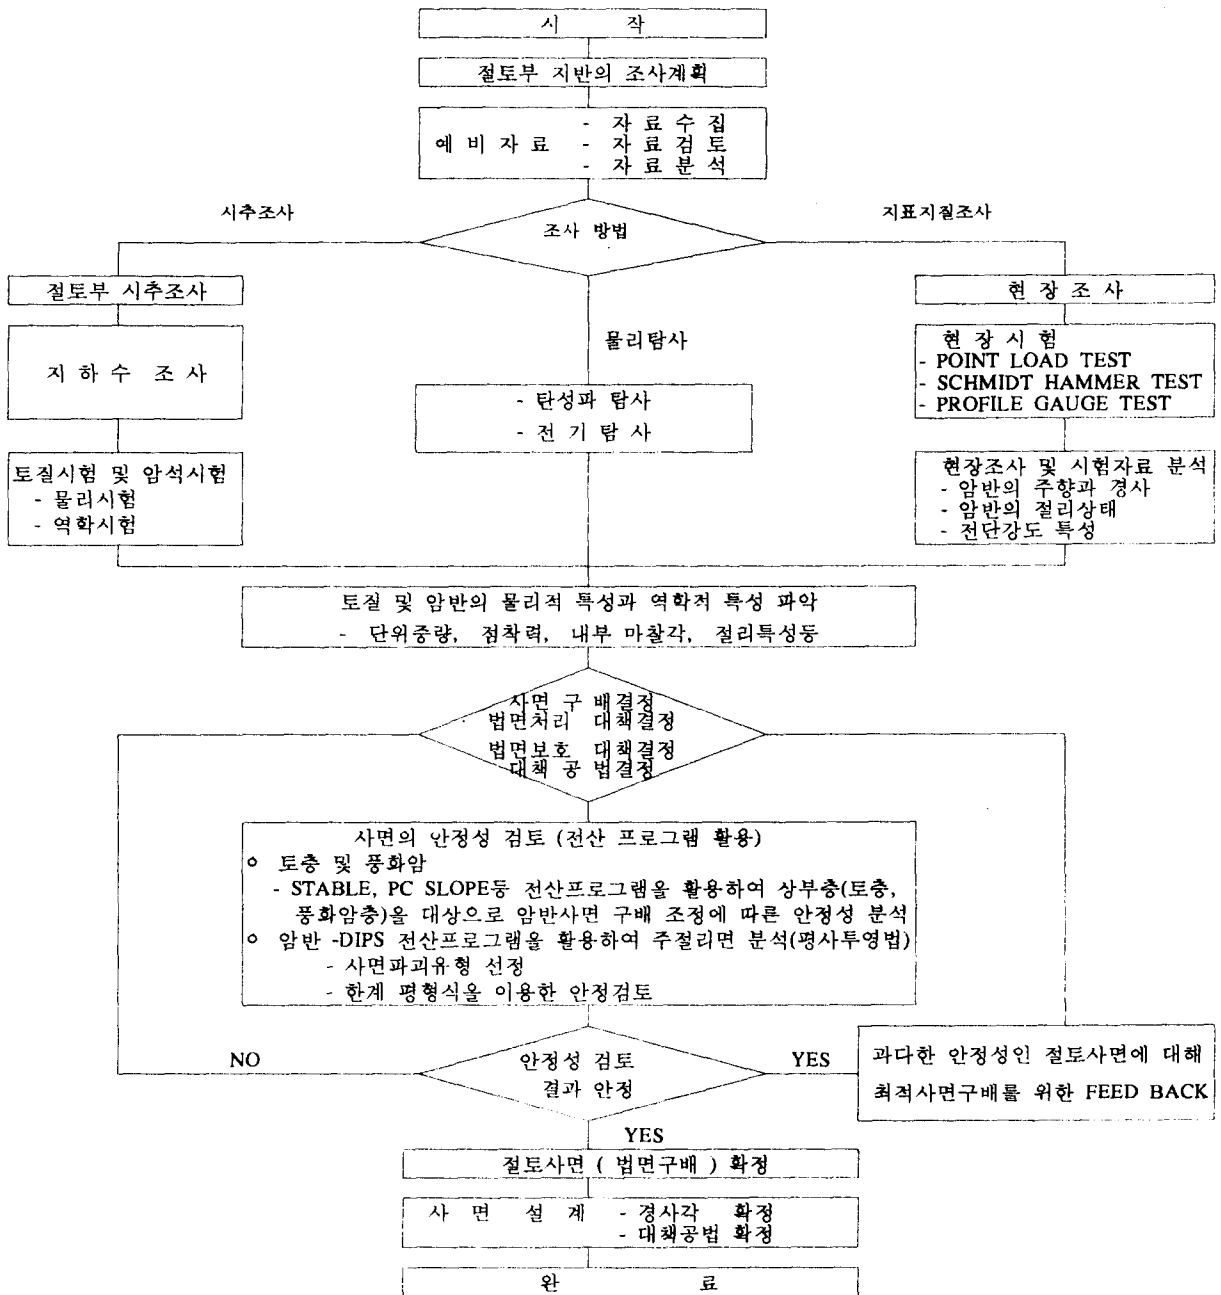 시 작
절토부 지반의 조사계획
- 자 료 수 집
예 비 자 료 - 자 료 검 토
- 자 료 분 석
시추조사
지표지질조사
조사 방법
절토부 시추조사
현 장 조 사
물리탐사
지 하 수 조 사
현 장 시 험
- POINT LOAD TEST
- SCHMIDT HAMMER TEST
- PROFILE GAUGE TEST
- 탄성파 탐사
- 전 기 탐 사
토질시험 및 암석시험
- 물리시험
- 역학시험
현장조사 및 시험자료 분석
- 암반의 주향과 경사
- 암반의 절리상태
- 전단강도 특성
토질 및 암반의 물리적 특성과 역학적 특성 파악
- 단위중량, 점착력, 내부 마찰각, 절리특성등
사면 구 배결정
법면처리 대책결정
법면보호 대책결정
대책 공 법결정
사면의 안정성 검토 (전산 프로그램 활용)
○ 토층 및 풍화암
- STABLE, PC SLOPE등 전산프로그램을 활용하여 상부층(토층,
풍화암층)을 대상으로 암반사면 구배 조정에 따른 안정성 분석
○ 암반 -DIPS 전산프로그램을 활용하여 주절리면 분석(평사투영법)
- 사면파괴유형 선정
- 한계 평형식을 이용한 안정검토
NO
안정성 검토
결과 안정
YES
과다한 안정성인 절토사면에 대해
최적사면구배를 위한 FEED BACK
YES
절토사면 ( 법면구배 ) 확정
사 면 설 계 - 경사각 확정
- 대책공법 확정
완 료